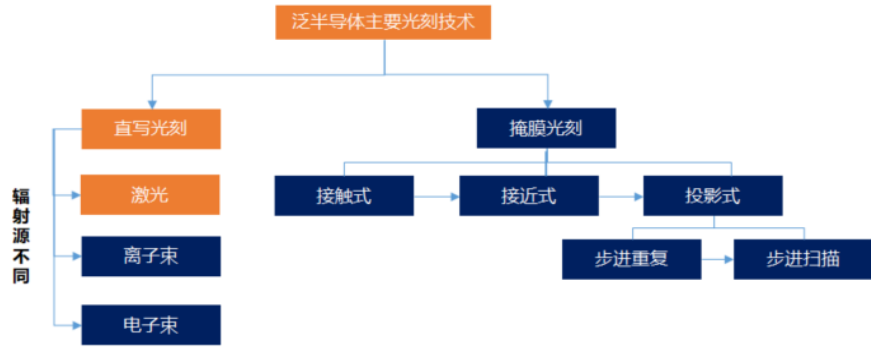 泛半导体主要光刻技术
直写光刻
掩膜光刻
辐射源不同
激光
接触式
接近式
投影式
离子束
步进重复
步进扫描
电子束